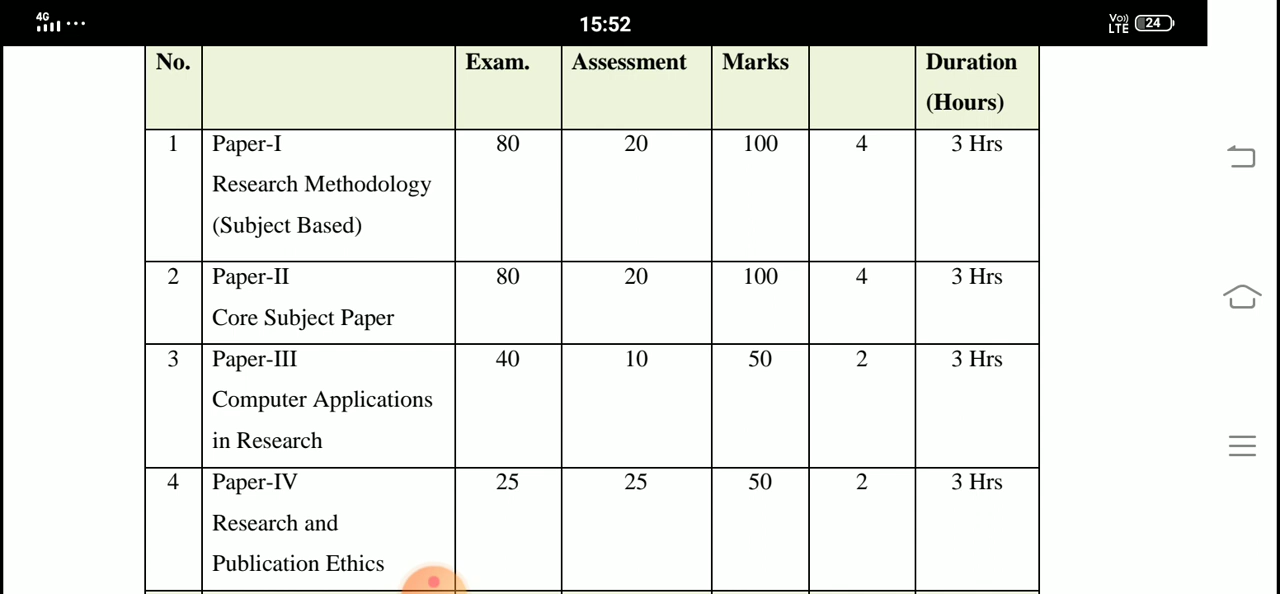 4G 15:52 Vo)) LTE 24
No. Exam. Assessment Marks Duration
(Hours)
1 Paper-I 80 20 100 4 3 Hrs
Research Methodology
(Subject Based)
2 Paper-II 80 20 100 4 3 Hrs
Core Subject Paper
3 Paper-III 40 10 50 2 3 Hrs
Computer Applications
in Research
4 Paper-IV 25 25 50 2 3 Hrs
Research and
Publication Ethics